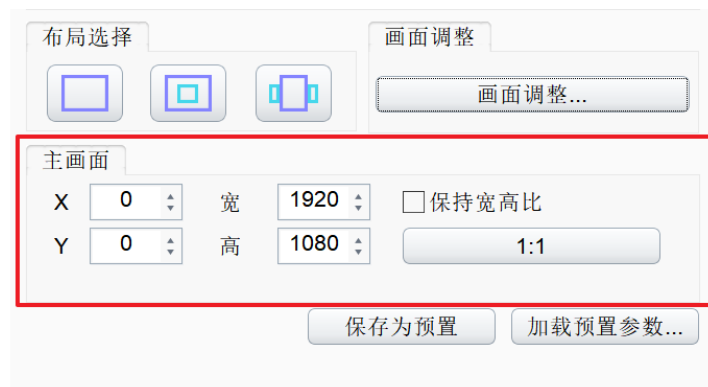 布局选择 画面调整
画面调整...
主画面
X 0 宽 1920 保持宽高比
Y 0 高 1080 1:1
保存为预置 加载预置参数...